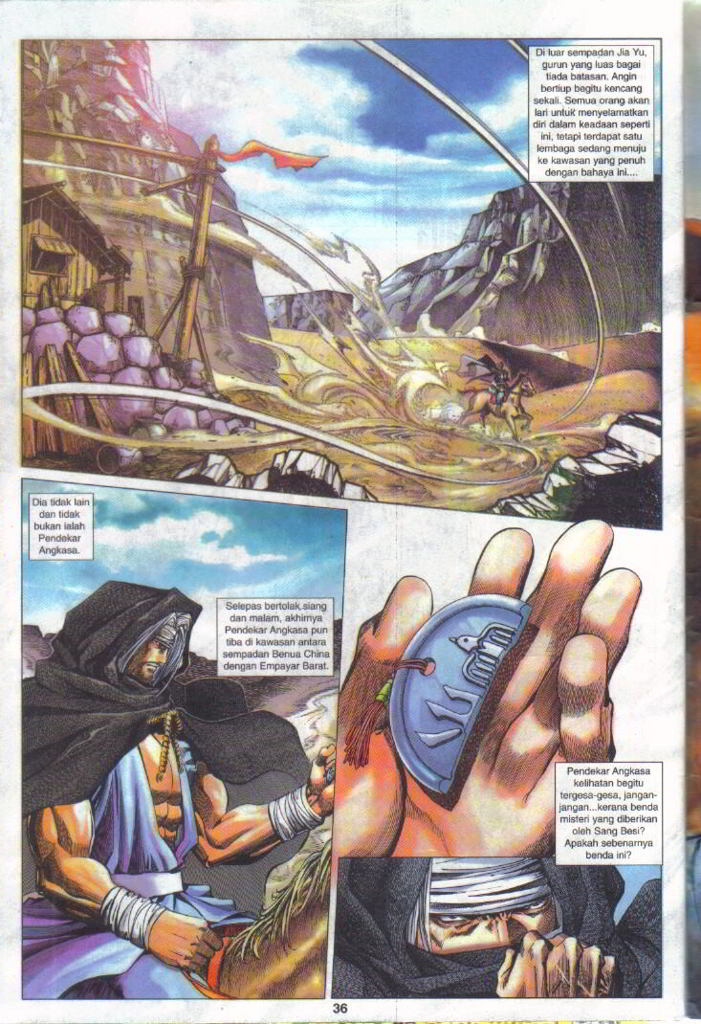 Di luar sempadan Jia Yu,
gurun yang luas bagai
tiada batasan. Angin
bertiup begitu kencang
sekali. Semua orang akan
lari untuk menyelamatkan
diri dalam keadaan seperti
ini, tetapi terdapat satu
lembaga sedang menuju
ke kawasan yang penuh
dengan bahaya ini....
Dia tidak lain
dan tidak
bukan ialah
Pendekar
Angkasa.
Selepas bertolak siang
dan malam, akhirnya
Pendekar Angkasa pun
tiba di kawasan antara
sempadan Benua China
dengan Empayar Barat.
Pendekar Angkasa
kelihatan begitu
tergesa-gesa, jangan-
jangan...kerana benda
misteri yang diberikan
oleh Sang Besi?
Apakah sebenarnya
benda ini?
36